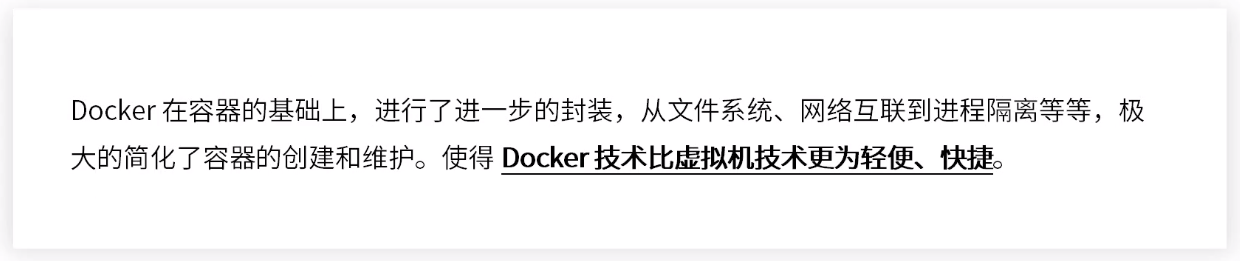 Docker 在容器的基础上，进行了进一步的封装，从文件系统、网络互联到进程隔离等等，极
大的简化了容器的创建和维护。使得 Docker 技术比虚拟机技术更为轻便、快捷。